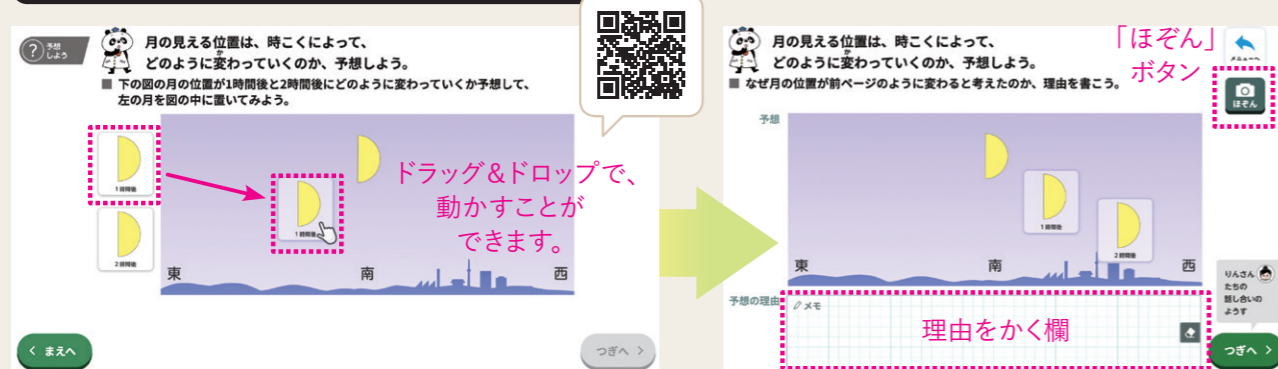 予想
しよう
月の見える位置は、時こくによって、
どのように変わっていくのか、予想しよう。
■ 下の図の月の位置が1時間後と2時間後にどのように変わっていくか予想して、
左の月を図の中に置いてみよう。
1時間後
2時間後
1時間後
ドラッグ&ドロップで、
動かすことが
できます。
東
南
西
まえへ
つぎへ
月の見える位置は、時こくによって、
どのように変わっていくのか、予想しよう。
■ なぜ月の位置が前ページのように変わると考えたのか、理由を書こう。
「ほぞん」
ボタン
ほぞん
予想
1時間後
2時間後
東
南
西
予想の理由
メモ
理由をかく欄
りんさん
たちの
話し合いの
ようす
つぎへ